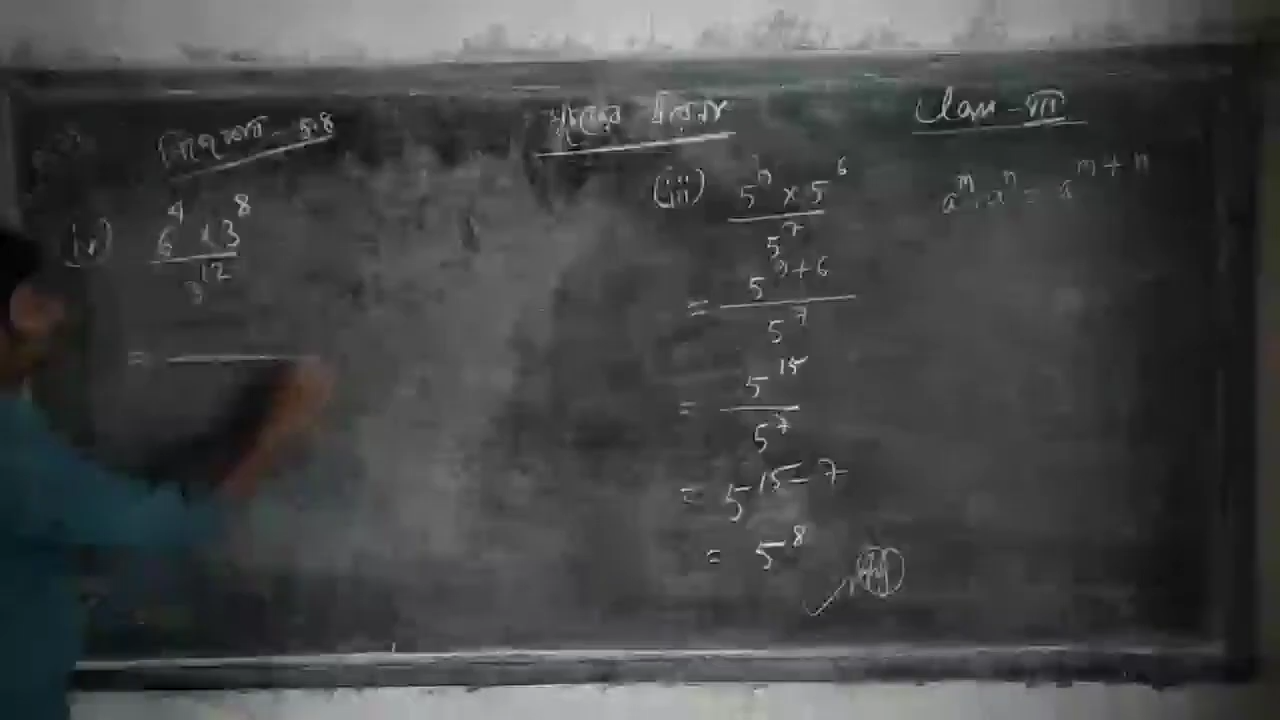 Class - VII
(iv) 6^4 × 3^8
3^12
=
(iii) 5^9 × 5^6
5^7
= 5^9+6
5^7
= 5^15
5^7
= 5^15-7
= 5^8
a^m · a^n = a^m+n